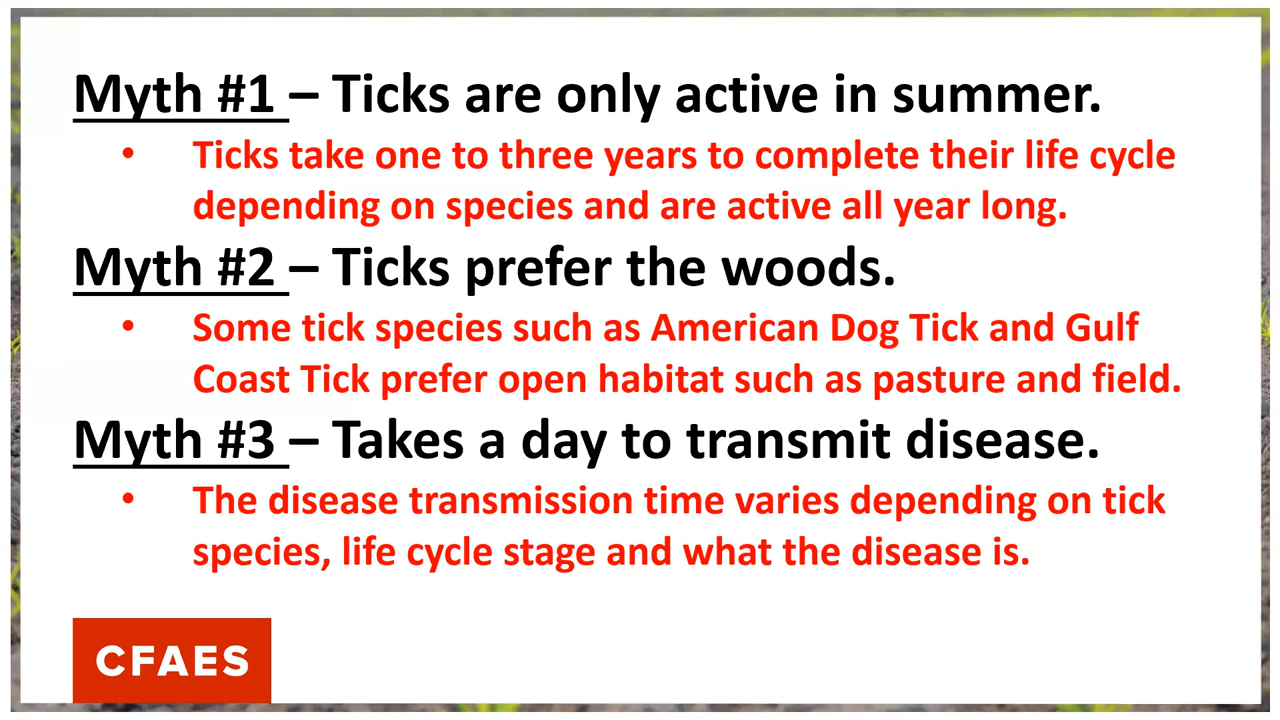 Myth #1 – Ticks are only active in summer.
• Ticks take one to three years to complete their life cycle
depending on species and are active all year long.
Myth #2 – Ticks prefer the woods.
• Some tick species such as American Dog Tick and Gulf
Coast Tick prefer open habitat such as pasture and field.
Myth #3 – Takes a day to transmit disease.
• The disease transmission time varies depending on tick
species, life cycle stage and what the disease is.
CFAES